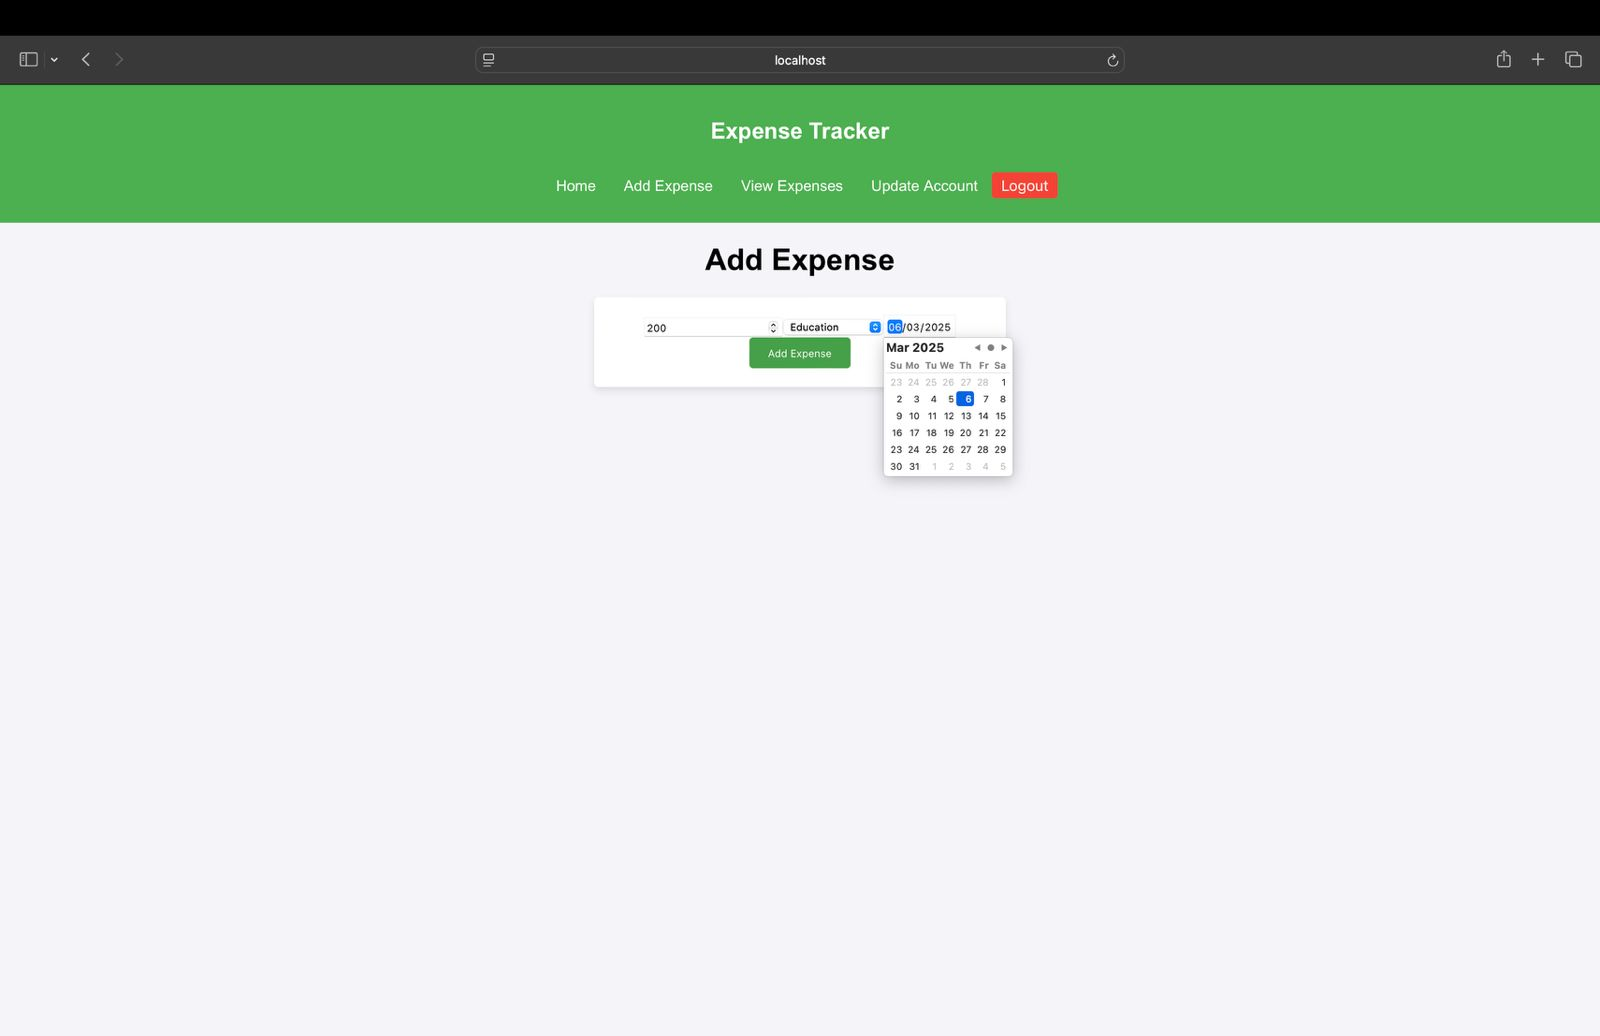 localhost
Expense Tracker
Home Add Expense View Expenses Update Account Logout
Add Expense
200 Education 06/03/2025
Add Expense
Mar 2025
Su Mo Tu We Th Fr Sa
23 24 25 26 27 28 1
2 3 4 5 6 7 8
9 10 11 12 13 14 15
16 17 18 19 20 21 22
23 24 25 26 27 28 29
30 31 1 2 3 4 5